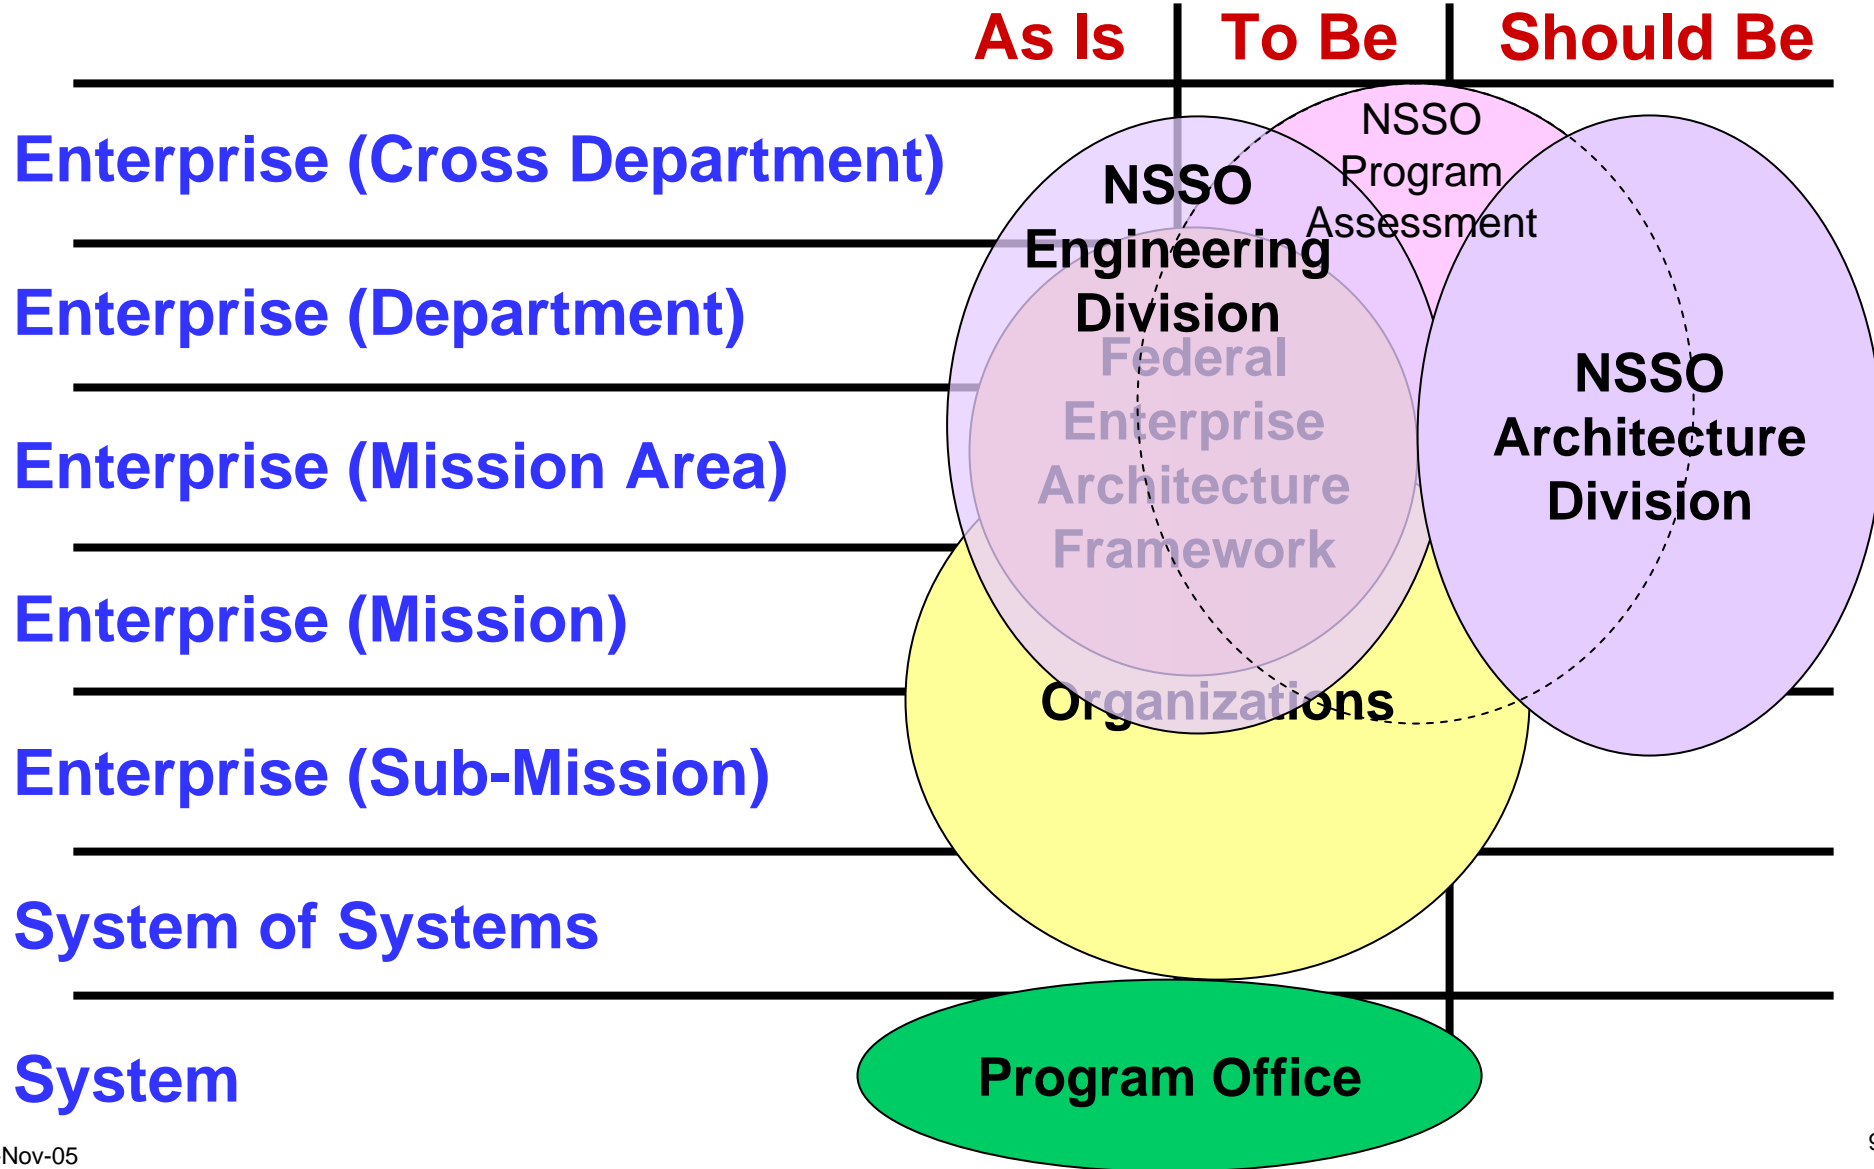 As Is To Be Should Be
Enterprise (Cross Department)
NSSO
Program
Assessment
NSSO
Engineering
Division
Enterprise (Department)
Federal
Enterprise
Architecture
Framework
NSSO
Architecture
Division
Enterprise (Mission Area)
Enterprise (Mission)
Organizations
Enterprise (Sub-Mission)
System of Systems
System
Program Office
-Nov-05
9